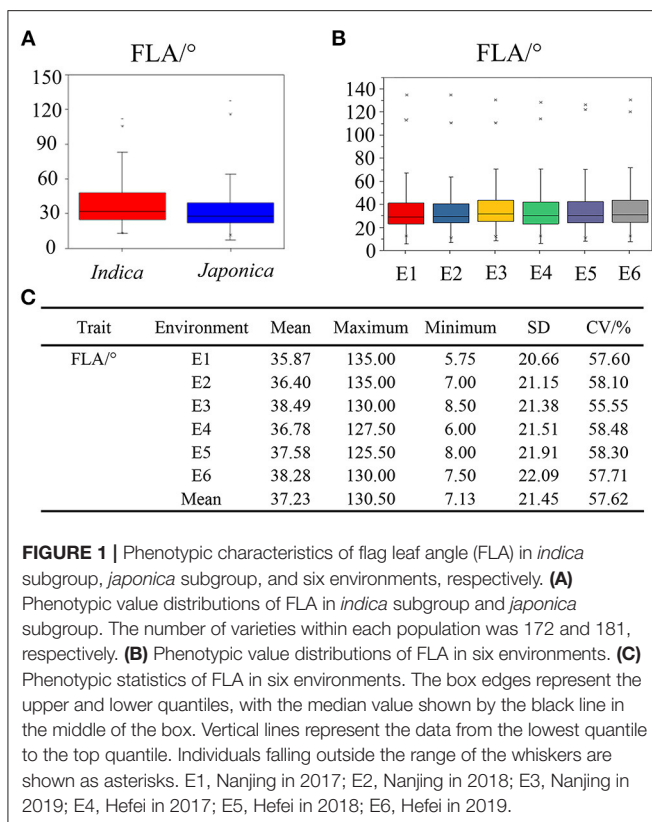 A
FLA/°
150
120
90
60
30
0
Indica Japonica
B
FLA/°
140
120
100
80
60
40
20
0
E1 E2 E3 E4 E5 E6
C
Trait Environment Mean Maximum Minimum SD CV/%
FLA/° E1 35.87 135.00 5.75 20.66 57.60
E2 36.40 135.00 7.00 21.15 58.10
E3 38.49 130.00 8.50 21.38 55.55
E4 36.78 127.50 6.00 21.51 58.48
E5 37.58 125.50 8.00 21.91 58.30
E6 38.28 130.00 7.50 22.09 57.71
Mean 37.23 130.50 7.13 21.45 57.62
FIGURE 1 | Phenotypic characteristics of flag leaf angle (FLA) in indica
subgroup, japonica subgroup, and six environments, respectively. (A)
Phenotypic value distributions of FLA in indica subgroup and japonica
subgroup. The number of varieties within each population was 172 and 181,
respectively. (B) Phenotypic value distributions of FLA in six environments. (C)
Phenotypic statistics of FLA in six environments. The box edges represent the
upper and lower quantiles, with the median value shown by the black line in
the middle of the box. Vertical lines represent the data from the lowest quantile
to the top quantile. Individuals falling outside the range of the whiskers are
shown as asterisks. E1, Nanjing in 2017; E2, Nanjing in 2018; E3, Nanjing in
2019; E4, Hefei in 2017; E5, Hefei in 2018; E6, Hefei in 2019.